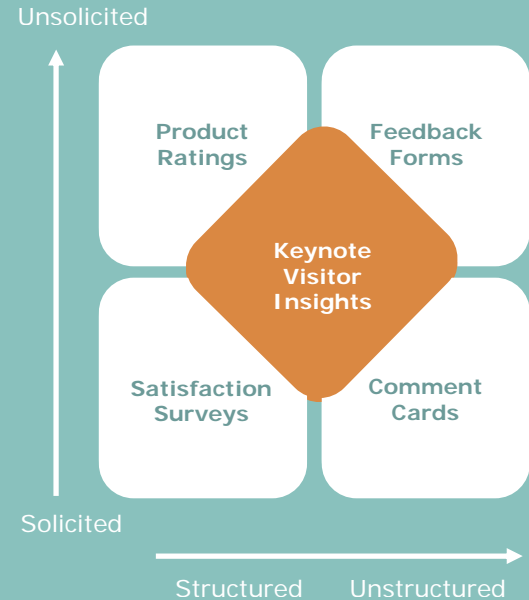 Unsolicited
Product
Ratings
Feedback
Forms
Keynote
Visitor
Insights
Satisfaction
Surveys
Comment
Cards
Solicited
Structured
Unstructured